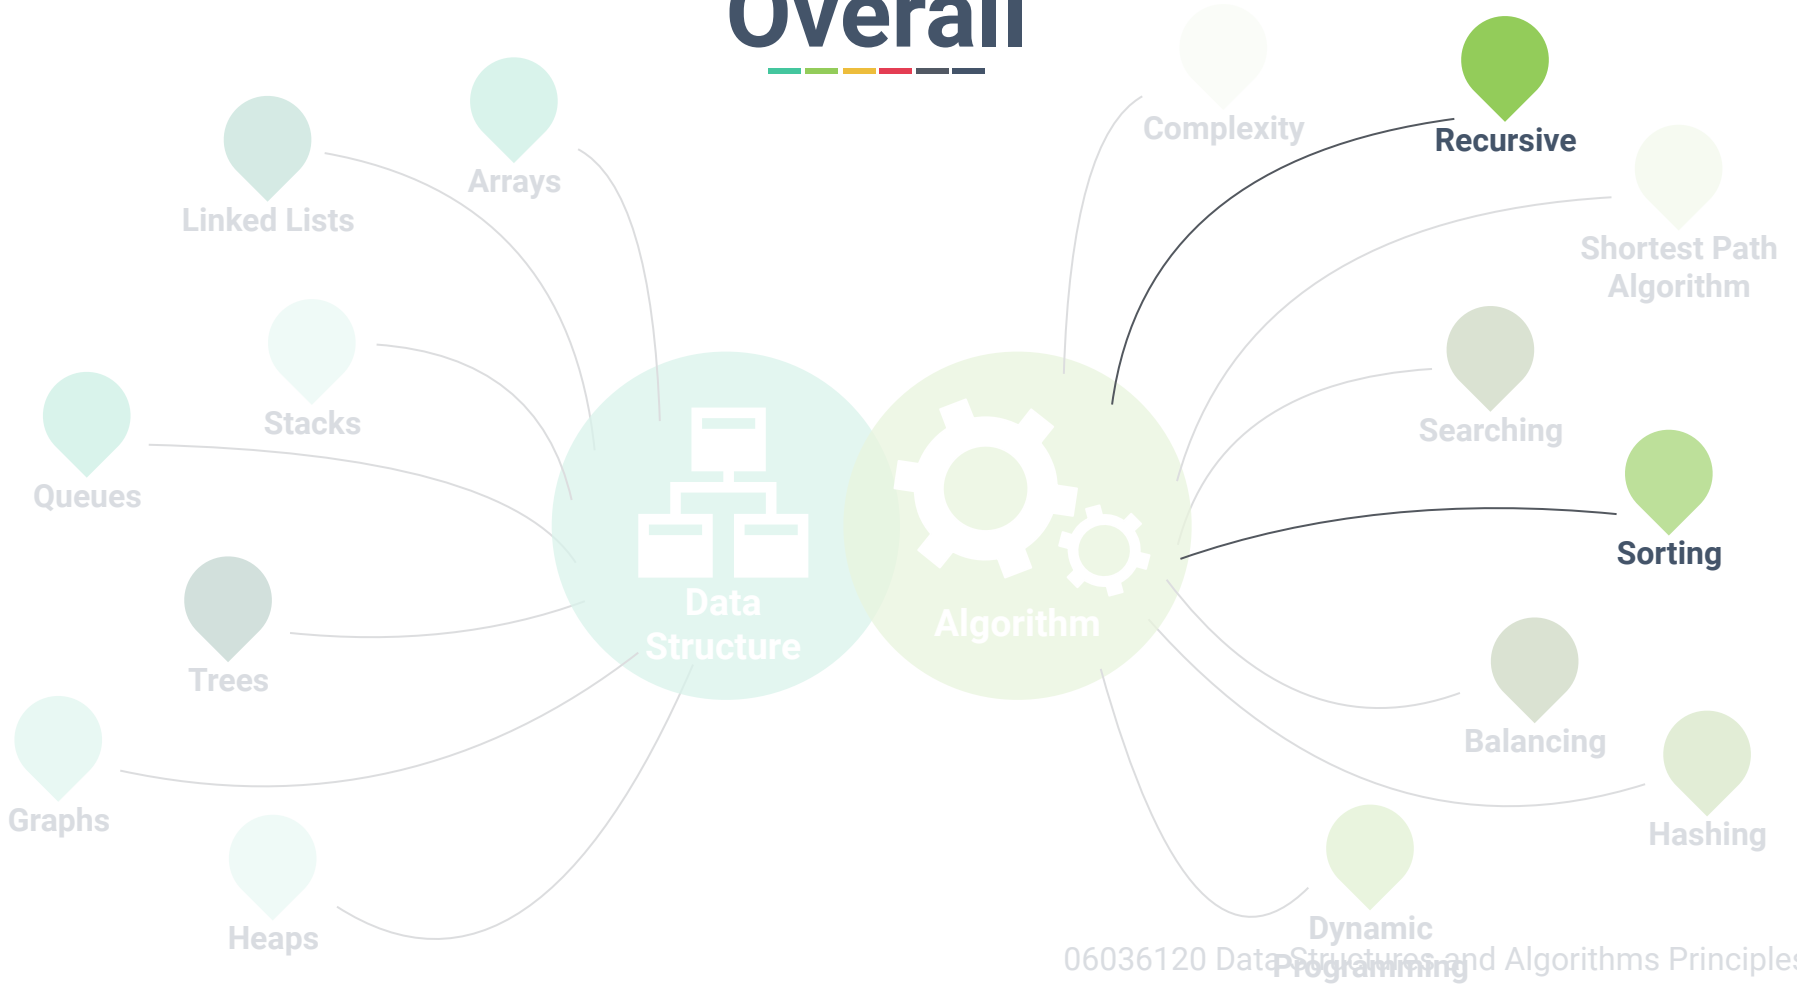 Overall
Complexity
Recursive
Arrays
Linked Lists
Shortest Path
Algorithm
Stacks
Searching
Queues
Sorting
Data
Structure
Algorithm
Trees
Balancing
Graphs
Hashing
Heaps
Dynamic
Programming
06036120 Data Structures and Algorithms Principles